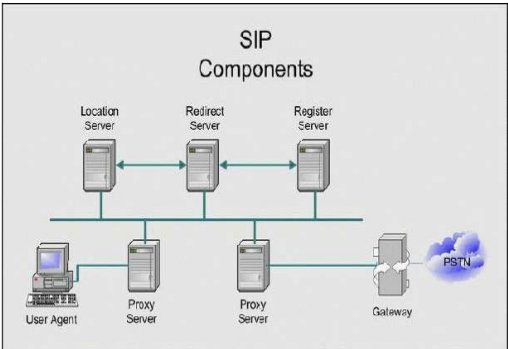 SIP
Components
Location
Server
Redirect
Server
Register
Server
User Agent
Proxy
Server
Proxy
Server
Gateway
PSTN